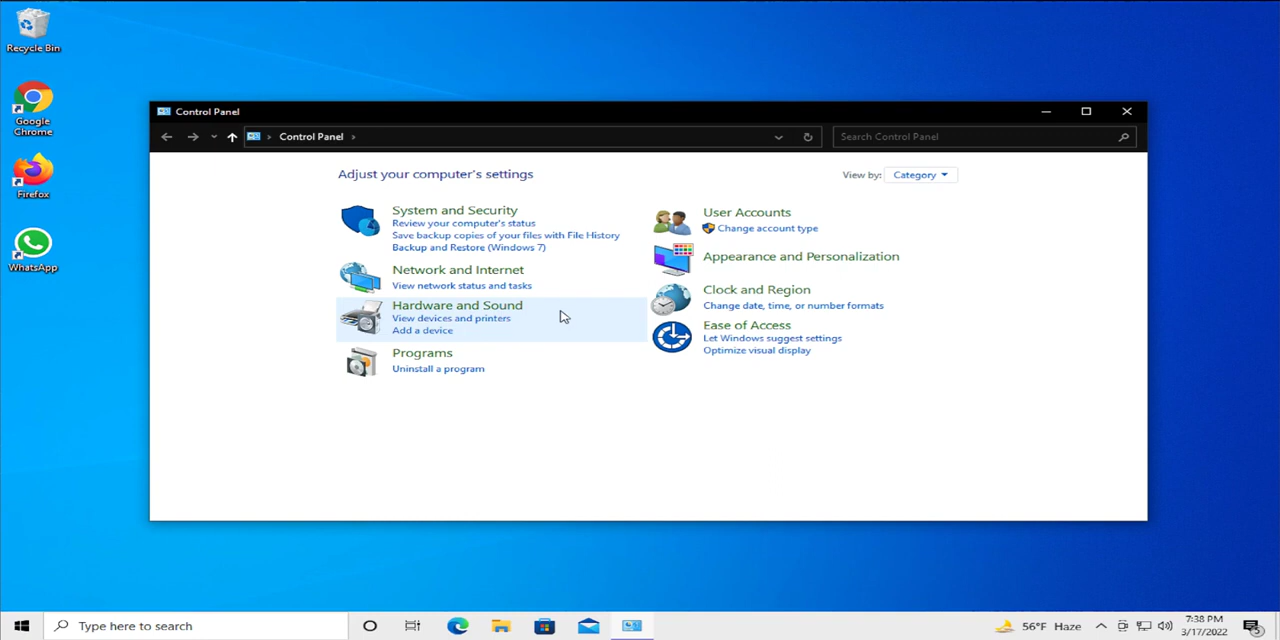 Recycle Bin
Google
Chrome
Firefox
WhatsApp
Control Panel
Control Panel
Search Control Panel
Adjust your computer's settings
View by: Category
System and Security
Review your computer's status
Save backup copies of your files with File History
Backup and Restore (Windows 7)
Network and Internet
View network status and tasks
Hardware and Sound
View devices and printers
Add a device
Programs
Uninstall a program
User Accounts
Change account type
Appearance and Personalization
Clock and Region
Change date, time, or number formats
Ease of Access
Let Windows suggest settings
Optimize visual display
Type here to search
56°F Haze
7:38 PM
3/17/2022